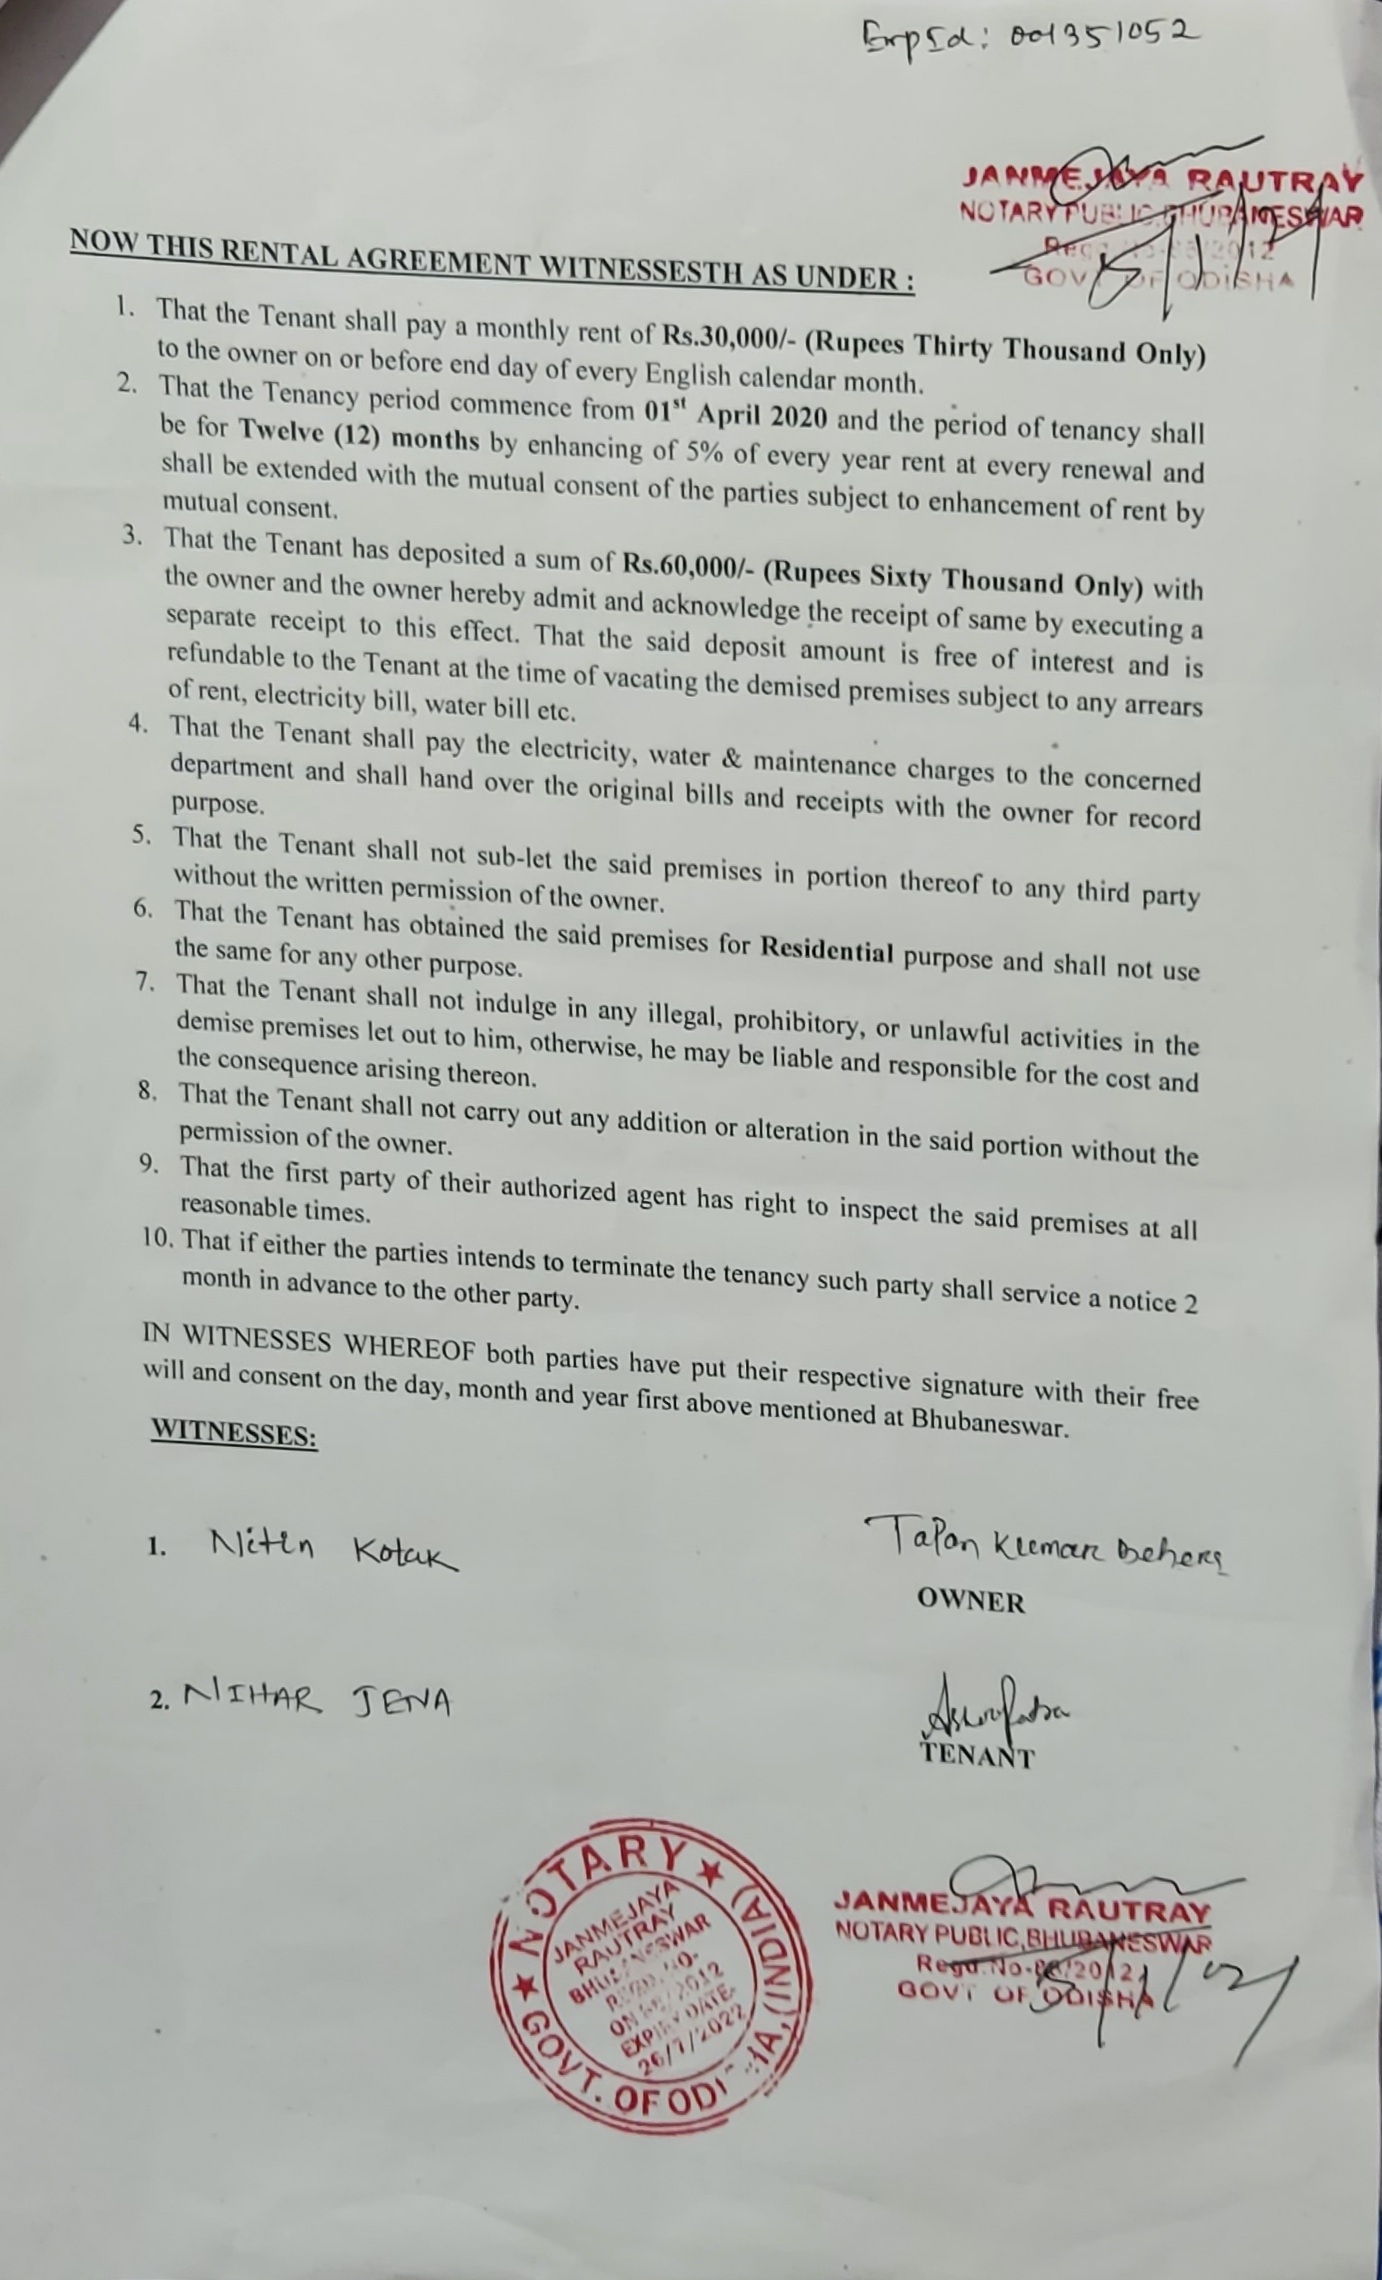 EmpId: 001351052
JANMEJAYA RAUTRAY
NOTARY PUBLIC, BHUBANESWAR
GOVT OF ODISHA
NOW THIS RENTAL AGREEMENT WITNESSESTH AS UNDER :
1. That the Tenant shall pay a monthly rent of Rs.30,000/- (Rupees Thirty Thousand Only)
to the owner on or before end day of every English calendar month.
2. That the Tenancy period commence from 01st April 2020 and the period of tenancy shall
be for Twelve (12) months by enhancing of 5% of every year rent at every renewal and
shall be extended with the mutual consent of the parties subject to enhancement of rent by
mutual consent.
3. That the Tenant has deposited a sum of Rs.60,000/- (Rupees Sixty Thousand Only) with
the owner and the owner hereby admit and acknowledge the receipt of same by executing a
separate receipt to this effect. That the said deposit amount is free of interest and is
refundable to the Tenant at the time of vacating the demised premises subject to any arrears
of rent, electricity bill, water bill etc.
4. That the Tenant shall pay the electricity, water & maintenance charges to the concerned
department and shall hand over the original bills and receipts with the owner for record
purpose.
5. That the Tenant shall not sub-let the said premises in portion thereof to any third party
without the written permission of the owner.
6. That the Tenant has obtained the said premises for Residential purpose and shall not use
the same for any other purpose.
7. That the Tenant shall not indulge in any illegal, prohibitory, or unlawful activities in the
demise premises let out to him, otherwise, he may be liable and responsible for the cost and
the consequence arising thereon.
8. That the Tenant shall not carry out any addition or alteration in the said portion without the
permission of the owner.
9. That the first party of their authorized agent has right to inspect the said premises at all
reasonable times.
10. That if either the parties intends to terminate the tenancy such party shall service a notice 2
month in advance to the other party.
IN WITNESSES WHEREOF both parties have put their respective signature with their free
will and consent on the day, month and year first above mentioned at Bhubaneswar.
WITNESSES:
1. Nitin Kotak
Tapan Kumar Behera
OWNER
2. NIHAR JENA
TENANT
NOTARY
GOVT. OF ODISHA, (INDIA)
JANMEJAYA
RAUTRAY
BHUBANESWAR
REGD. NO-
EXPIRY DATE-
26/7/2022
JANMEJAYA RAUTRAY
NOTARY PUBLIC, BHUBANESWAR
GOVT OF ODISHA